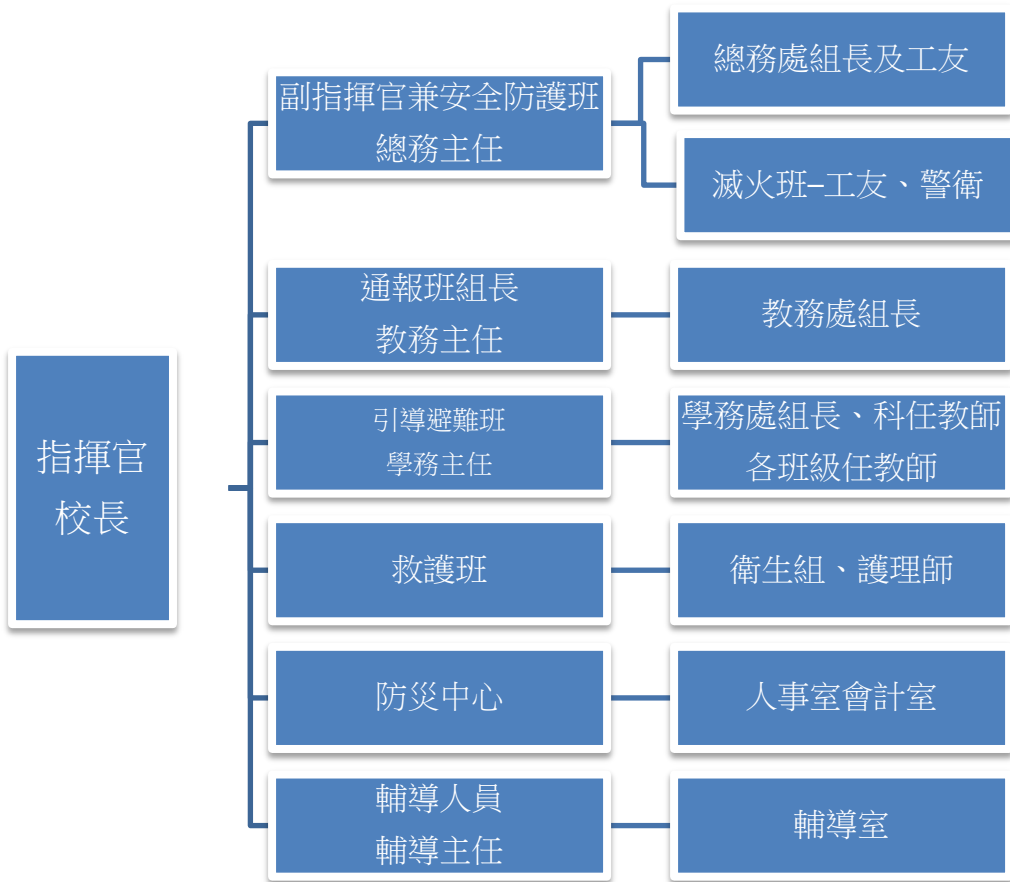 指揮官
校長
副指揮官兼安全防護班
總務主任
總務處組長及工友
滅火班–工友、警衛
通報班組長
教務主任
教務處組長
引導避難班
學務主任
學務處組長、科任教師
各班級任教師
救護班
衛生組、護理師
防災中心
人事室會計室
輔導人員
輔導主任
輔導室